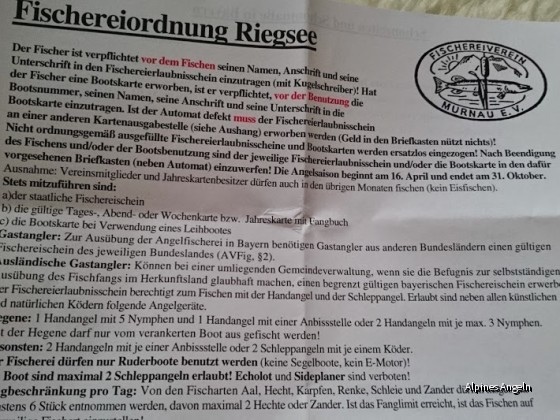 Fischereiordnung Riegsee
FISCHEREIVEREIN
MURNAU E.V.
Der Fischer ist verpflichtet vor dem Fischen seinen Namen, Anschrift und seine
Unterschrift in den Fischereierlaubnisschein einzutragen (mit Kugelschreiber)! Hat
der Fischer eine Bootskarte erworben, ist er verpflichtet, vor der Benutzung die
Bootsnummer, seinen Namen, seine Anschrift und seine Unterschrift in die
Bootskarte einzutragen. Ist der Automat defekt muss der Fischereierlaubnisschein
an einer anderen Kartenausgabestelle (siehe Aushang) erworben werden (Geld in den Briefkasten nützt nichts)!
Nicht ordnungsgemäß ausgefüllte Fischereierlaubnisscheine und Bootskarten werden ersatzlos eingezogen! Nach Beendigung
des Fischens und/oder der Bootsbenutzung sind der jeweilige Fischereierlaubnisschein und/oder die Bootskarte in den dafür
vorgesehenen Briefkasten (neben Automat) einzuwerfen! Die Angelsaison beginnt am 16. April und endet am 31. Oktober.
Ausnahme: Vereinsmitglieder und Jahreskartenbesitzer dürfen auch in den übrigen Monaten fischen (kein Eisfischen).
Stets mitzuführen sind:
a)der staatliche Fischereischein
b) die gültige Tages-, Abend- oder Wochenkarte bzw. Jahreskarte mit Fangbuch
c) die Bootskarte bei Verwendung eines Leihbootes
Gastangler: Zur Ausübung der Angelfischerei in Bayern benötigen Gastangler aus anderen Bundesländern einen gültigen
Fischereischein des jeweiligen Bundeslandes (AVFig, §2).
Ausländische Gastangler: Können bei einer umliegenden Gemeindeverwaltung, wenn sie die Befugnis zur selbständigen
Ausübung des Fischfangs im Herkunftsland glaubhaft machen, einen begrenzt gültigen bayerischen Fischereischein erwerbe
er Fischereierlaubnisschein berechtigt zum Fischen mit der Handangel und der Schleppangel. Erlaubt sind neben allen künstlichen
d natürlichen Ködern folgende Angelgeräte.
egene: 1 Handangel mit 5 Nymphen und 1 Handangel mit einer Anbissstelle oder 2 Handangeln mit je max. 3 Nymphen.
t der Hegene darf nur vom verankerten Boot aus gefischt werden!
sonsten: 2 Handangeln mit je einer Anbissstelle oder 2 Schleppangeln mit je einem Köder.
r Fischerei dürfen nur Ruderboote benutzt werden (keine Segelboote, kein E-Motor)!
Boot sind maximal 2 Schleppangeln erlaubt! Echolot und Sideplaner sind verboten!
gbeschränkung pro Tag: Von den Fischarten Aal, Hecht, Karpfen, Renke, Schleie und Zander dürfen
stens 6 Stück entnommen werden, davon maximal 2 Hechte oder Zander. Ist das Fanglimit erreicht, ist das Fischen auf
AlpinesAngeln